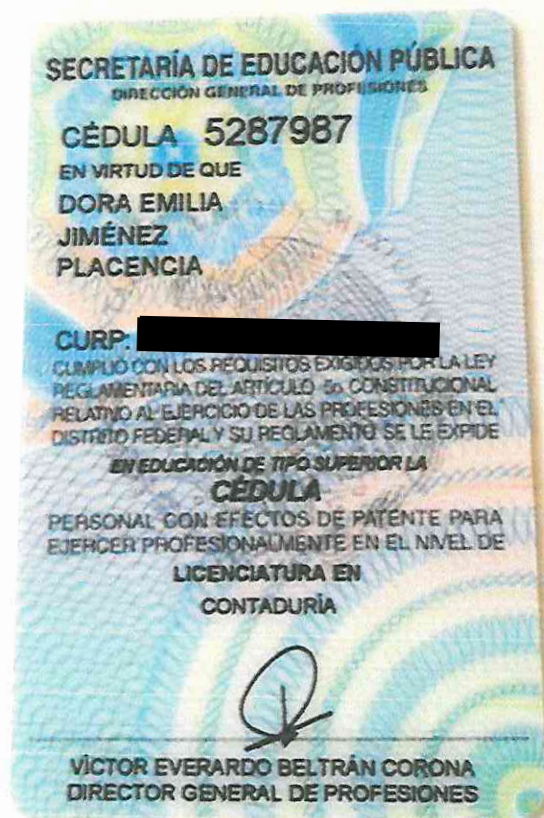 SECRETARÍA DE EDUCACIÓN PÚBLICA
DIRECCIÓN GENERAL DE PROFESIONES
CÉDULA 5287987
EN VIRTUD DE QUE
DORA EMILIA
JIMÉNEZ
PLACENCIA
CURP:
CUMPLIÓ CON LOS REQUISITOS EXIGIDOS POR LA LEY
REGLAMENTARIA DEL ARTÍCULO 5o. CONSTITUCIONAL
RELATIVO AL EJERCICIO DE LAS PROFESIONES EN EL
DISTRITO FEDERAL Y SU REGLAMENTO SE LE EXPIDE
EN EDUCACIÓN DE TIPO SUPERIOR LA
CÉDULA
PERSONAL CON EFECTOS DE PATENTE PARA
EJERCER PROFESIONALMENTE EN EL NIVEL DE
LICENCIATURA EN
CONTADURÍA
VÍCTOR EVERARDO BELTRÁN CORONA
DIRECTOR GENERAL DE PROFESIONES